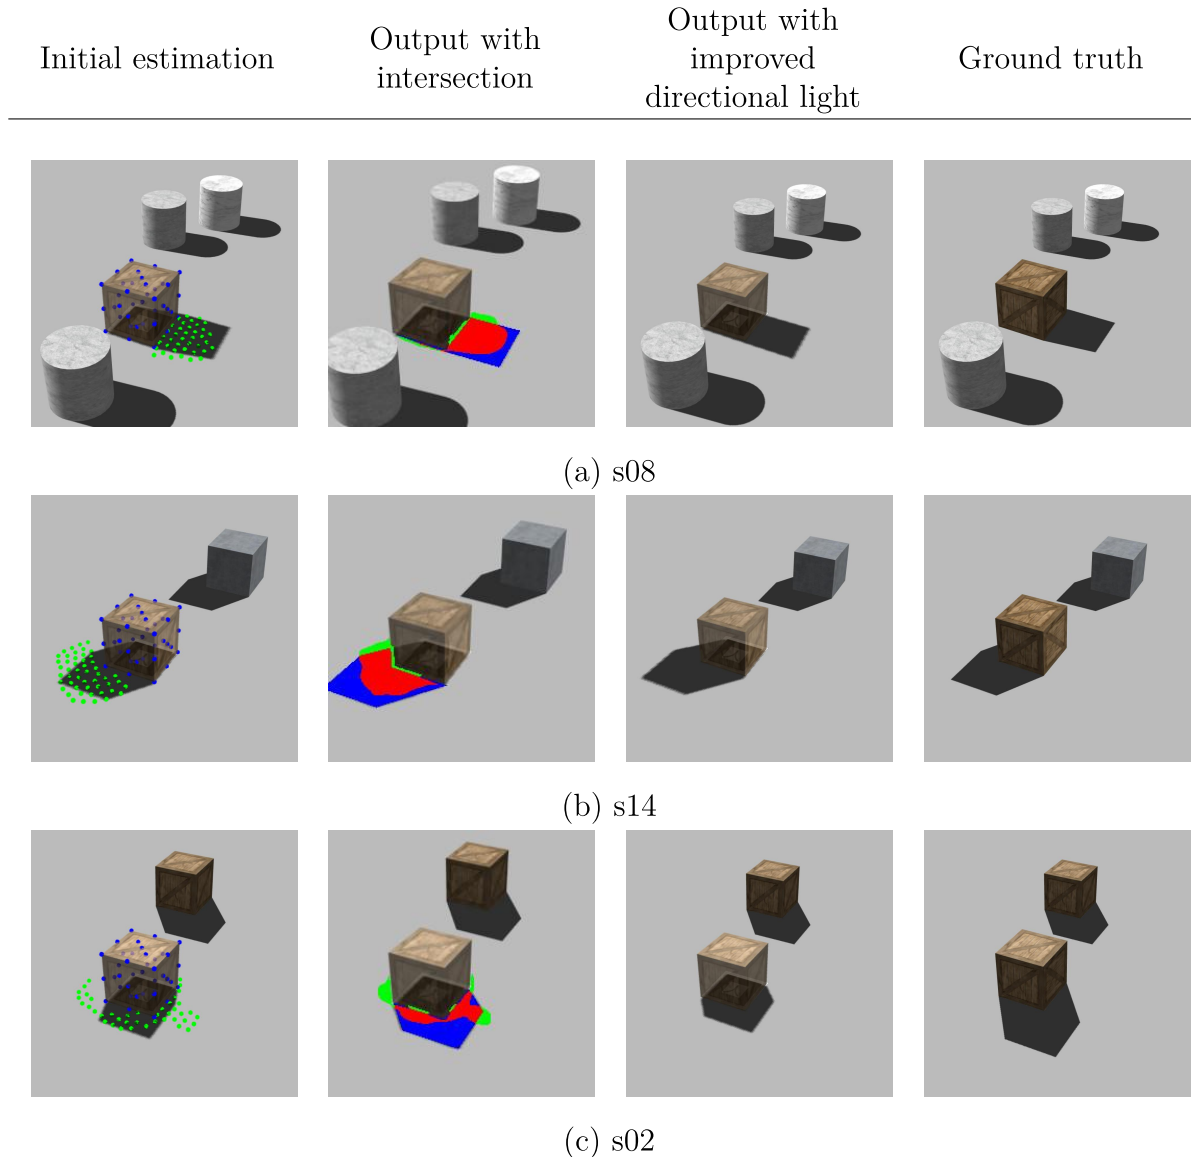 Initial estimation
Output with
intersection
Output with
improved
directional light
Ground truth
(a) s08
(b) s14
(c) s02